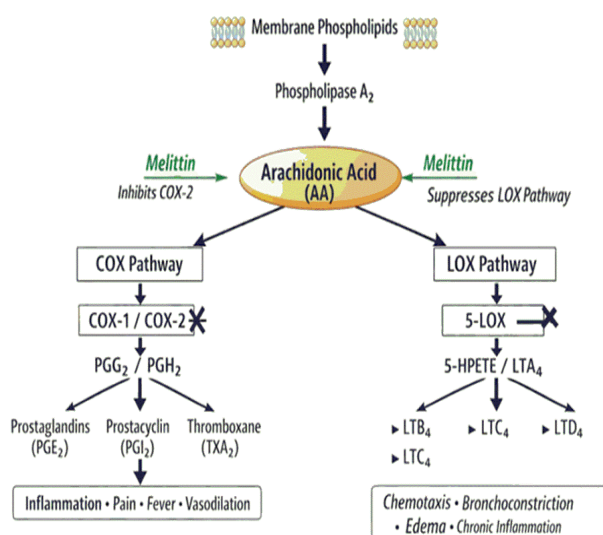 Membrane Phospholipids
Phospholipase A₂
Melittin
Inhibits COX-2
Arachidonic Acid
(AA)
Melittin
Suppresses LOX Pathway
COX Pathway
LOX Pathway
COX-1 / COX-2
5-LOX
PGG₂ / PGH₂
5-HPETE / LTA₄
Prostaglandins
(PGE₂)
Prostacyclin
(PGI₂)
Thromboxane
(TXA₂)
▸ LTB₄
▸ LTC₄
▸ LTD₄
▸ LTC₄
Inflammation • Pain • Fever • Vasodilation
Chemotaxis • Bronchoconstriction
• Edema • Chronic Inflammation